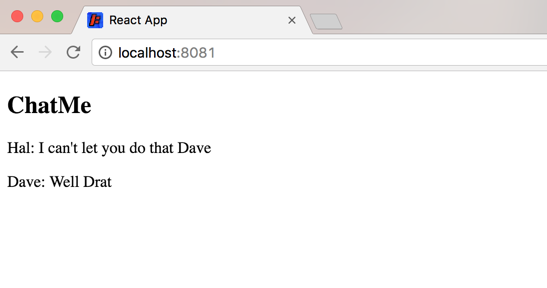 React App
localhost:8081
ChatMe
Hal: I can't let you do that Dave
Dave: Well Drat